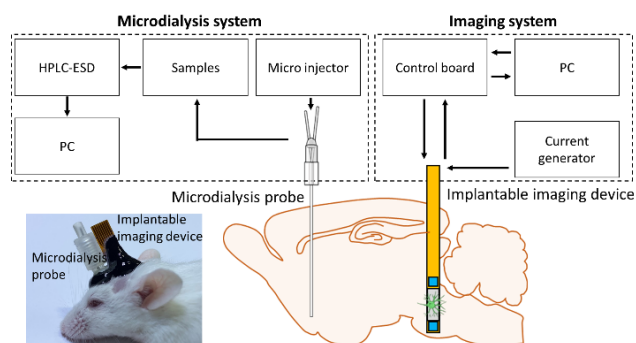 Microdialysis system
Imaging system
HPLC-ESD
Samples
Micro injector
Control board
PC
PC
Current
generator
Microdialysis probe
Implantable imaging device
Implantable
imaging device
Microdialysis
probe